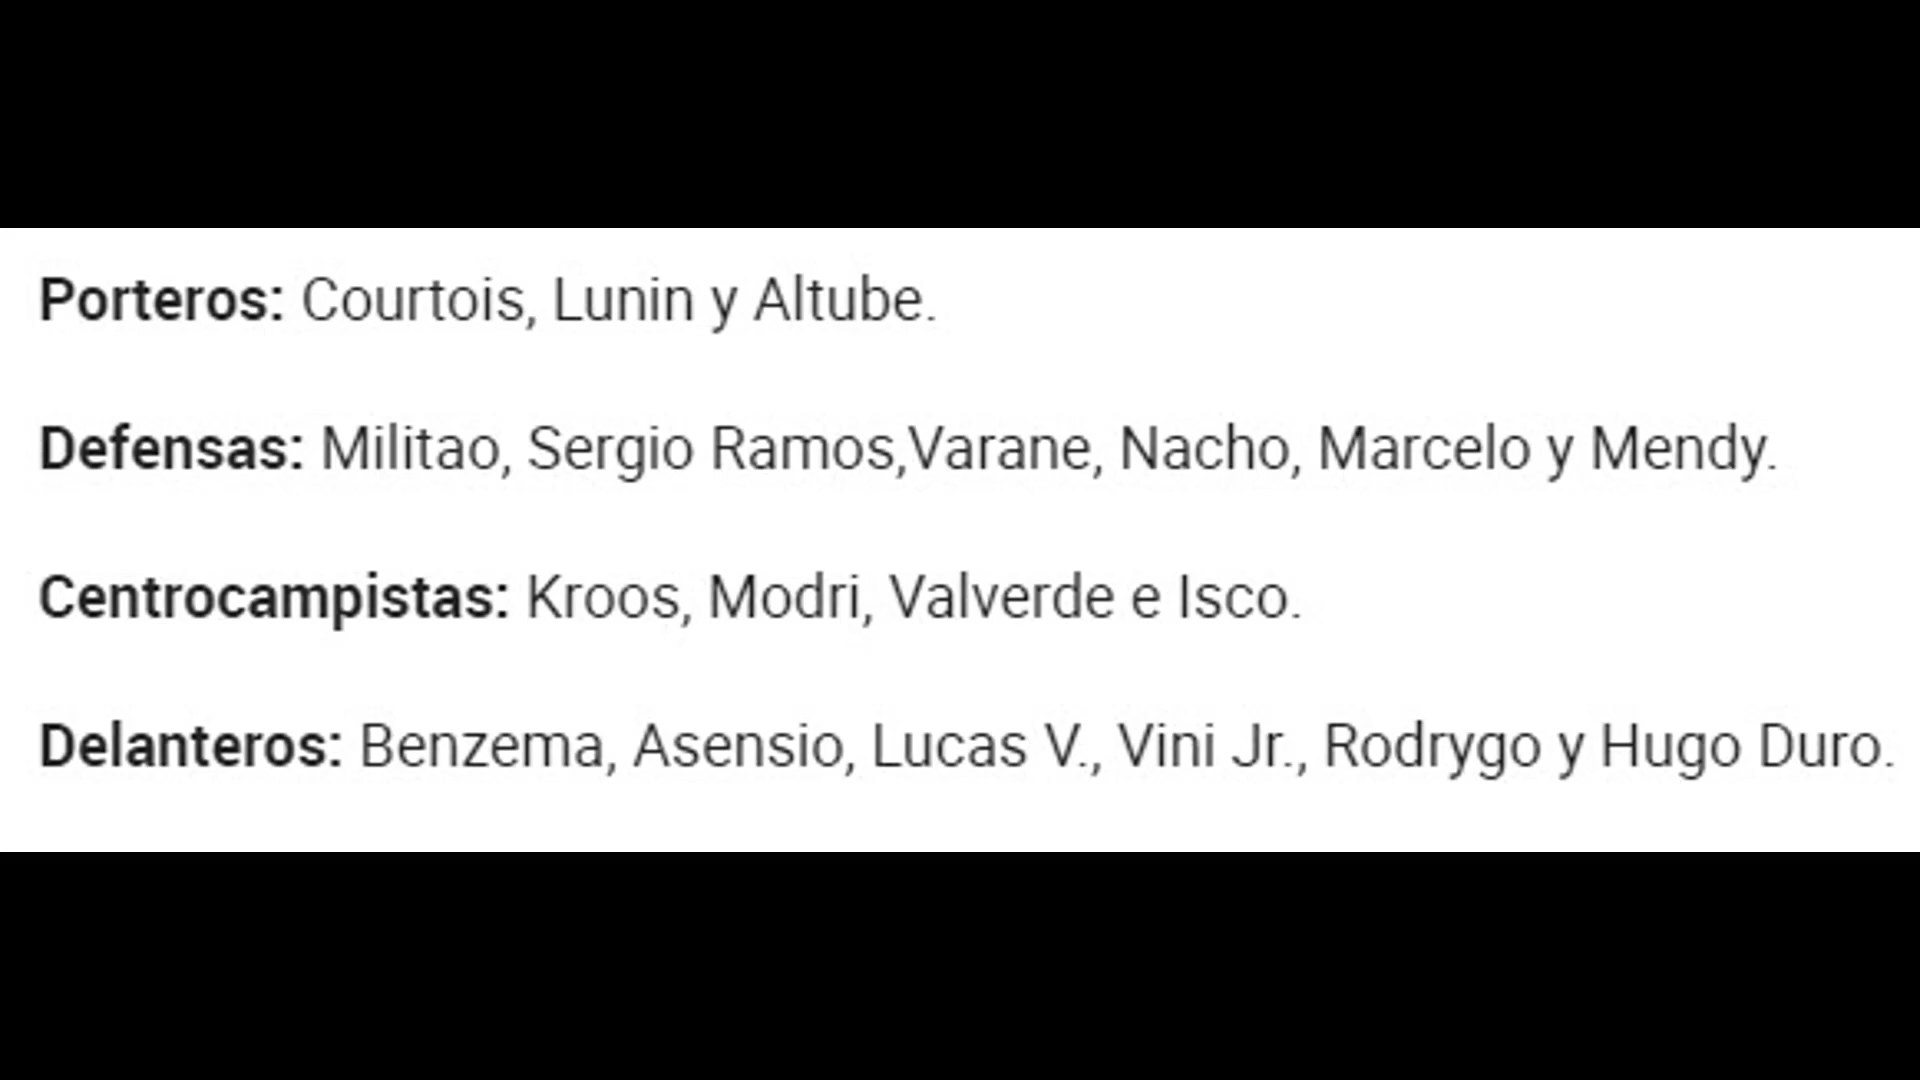 Porteros: Courtois, Lunin y Altube.
Defensas: Militao, Sergio Ramos,Varane, Nacho, Marcelo y Mendy.
Centrocampistas: Kroos, Modri, Valverde e Isco.
Delanteros: Benzema, Asensio, Lucas V., Vini Jr., Rodrygo y Hugo Duro.